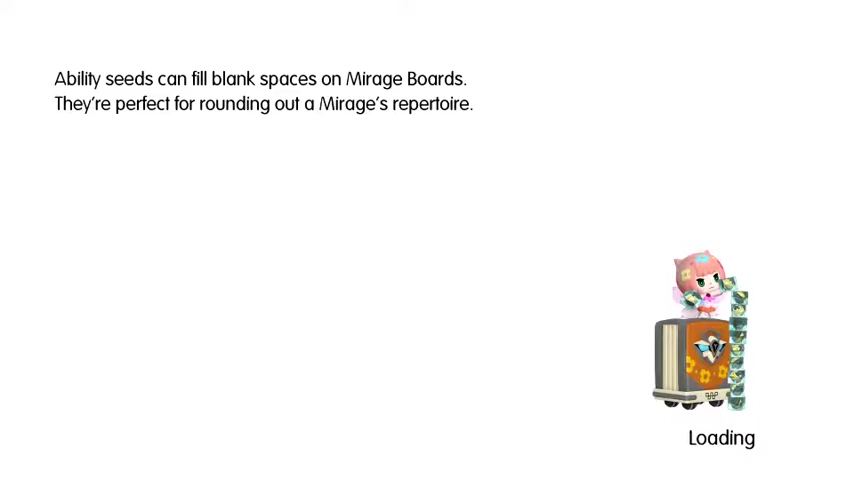 Ability seeds can fill blank spaces on Mirage Boards.
They're perfect for rounding out a Mirage's repertoire.
Loading